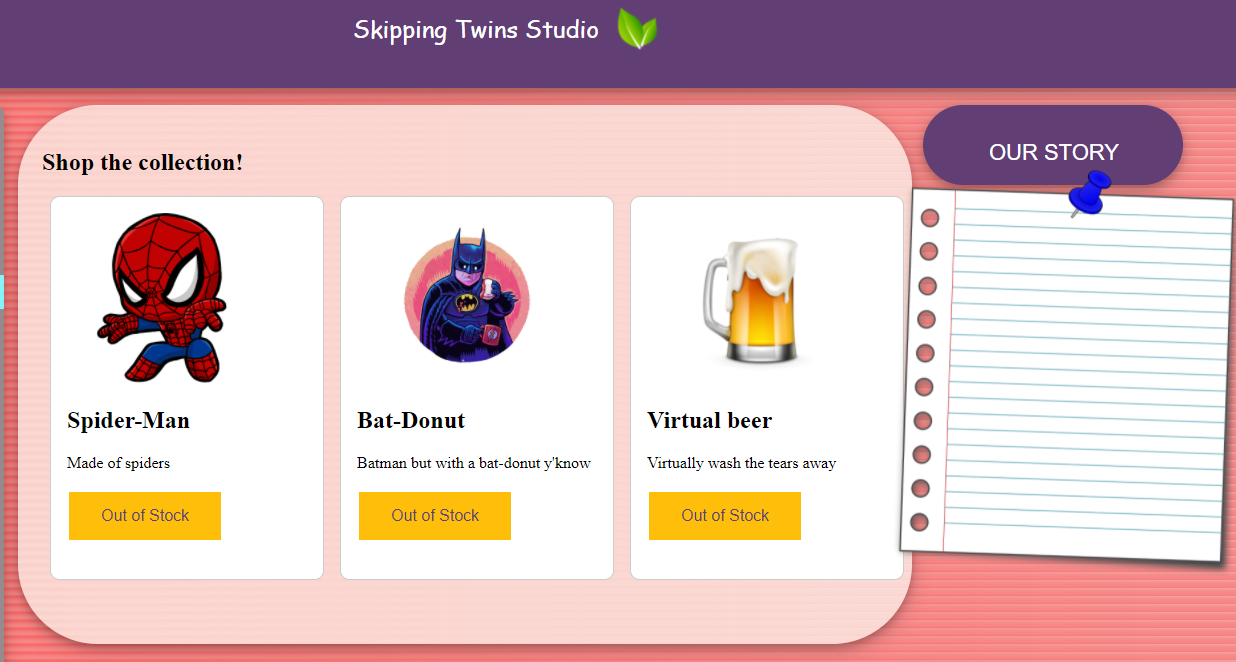 Skipping Twins Studio
OUR STORY
Shop the collection!
Spider-Man
Made of spiders
Out of Stock
Bat-Donut
Batman but with a bat-donut y'know
Out of Stock
Virtual beer
Virtually wash the tears away
Out of Stock